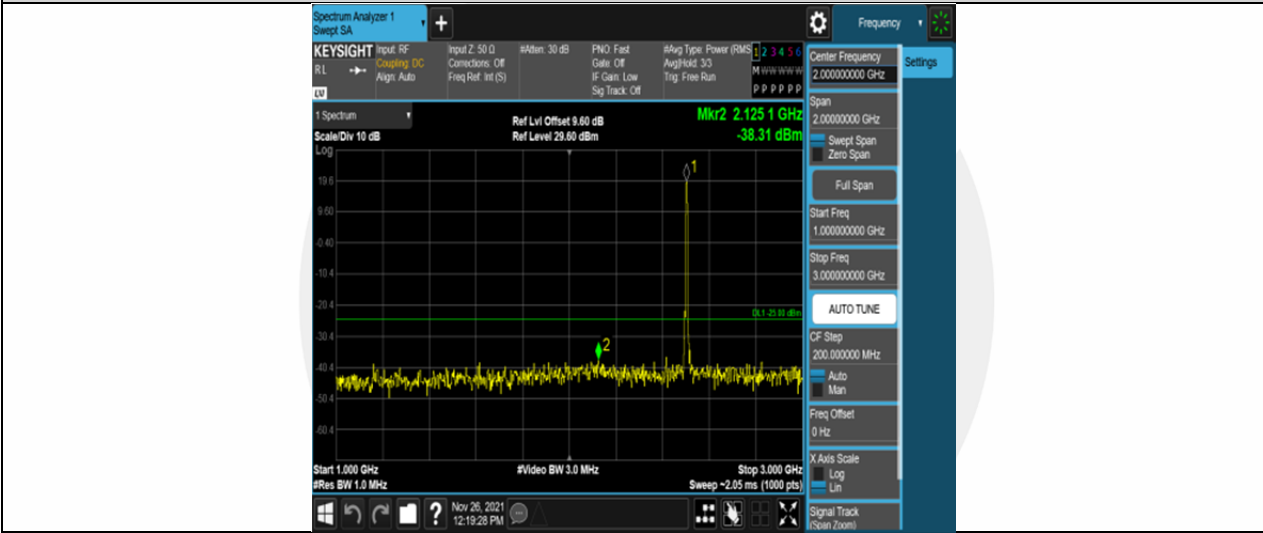 Spectrum Analyzer 1
Swept SA
+
Frequency
KEYSIGHT
RL
LV
Input: RF
Coupling: DC
Align: Auto
Input Z: 50 Ω
Corrections: Off
Freq Ref: Int (S)
#Atten: 30 dB
PNO: Fast
Gate: Off
IF Gain: Low
Sig Track: Off
#Avg Type: Power (RMS
Avg|Hold: 3/3
Trig: Free Run
1 2 3 4 5 6
M W W W W W
P P P P P P
1 Spectrum
Scale/Div 10 dB
Ref Lvl Offset 9.60 dB
Ref Level 29.60 dBm
Mkr2 2.125 1 GHz
-38.31 dBm
Log
19.6
9.60
-0.40
-10.4
-20.4
-30.4
-40.4
-50.4
-60.4
1
DL1 -25.00 dBm
2
Start 1.000 GHz
#Res BW 1.0 MHz
#Video BW 3.0 MHz
Stop 3.000 GHz
Sweep ~2.05 ms (1000 pts)
?
Nov 26, 2021
12:19:28 PM
Center Frequency
2.000000000 GHz
Settings
Span
2.00000000 GHz
Swept Span
Zero Span
Full Span
Start Freq
1.000000000 GHz
Stop Freq
3.000000000 GHz
AUTO TUNE
CF Step
200.000000 MHz
Auto
Man
Freq Offset
0 Hz
X Axis Scale
Log
Lin
Signal Track
(Span Zoom)